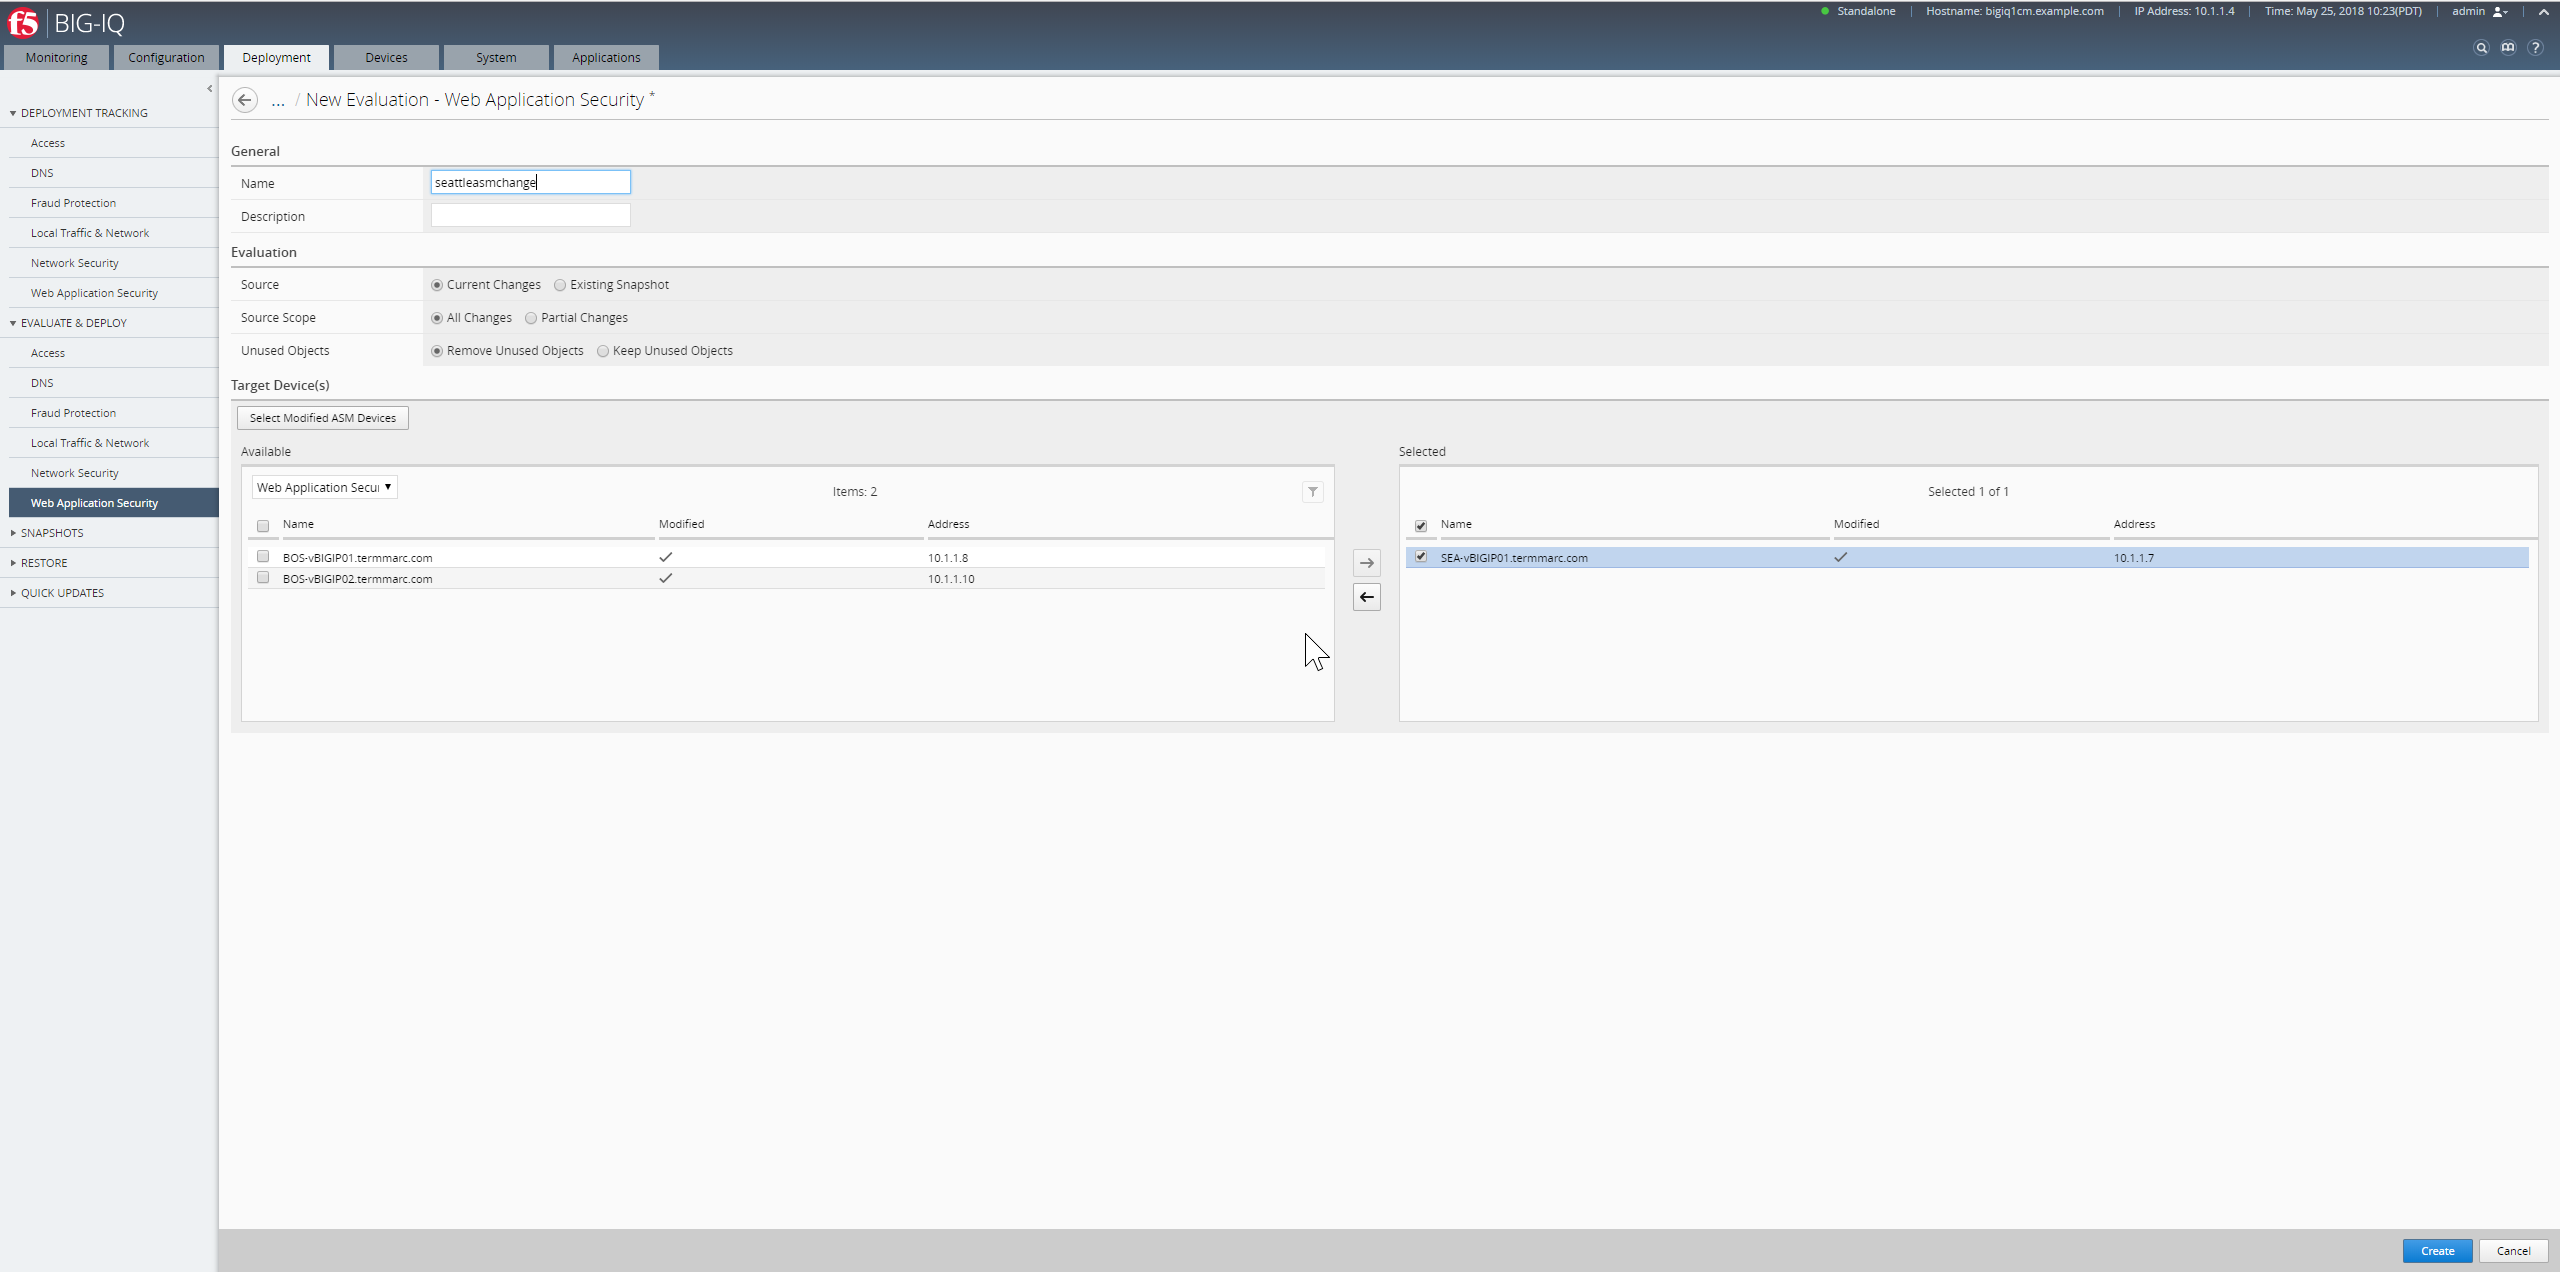 f5 BIG-IQ
Standalone Hostname: bigiq1cm.example.com IP Address: 10.1.1.4 Time: May 25, 2018 10:23(PDT) admin
Monitoring Configuration Deployment Devices System Applications
DEPLOYMENT TRACKING
Access
DNS
Fraud Protection
Local Traffic & Network
Network Security
Web Application Security
EVALUATE & DEPLOY
Access
DNS
Fraud Protection
Local Traffic & Network
Network Security
Web Application Security
SNAPSHOTS
RESTORE
QUICK UPDATES
... / New Evaluation - Web Application Security *
General
Name seattleasmchange
Description
Evaluation
Source Current Changes Existing Snapshot
Source Scope All Changes Partial Changes
Unused Objects Remove Unused Objects Keep Unused Objects
Target Device(s)
Select Modified ASM Devices
Available
Web Application Secu Items: 2
Name Modified Address
BOS-vBIGIP01.termmarc.com 10.1.1.8
BOS-vBIGIP02.termmarc.com 10.1.1.10
Selected
Selected 1 of 1
Name Modified Address
SEA-vBIGIP01.termmarc.com 10.1.1.7
Create Cancel